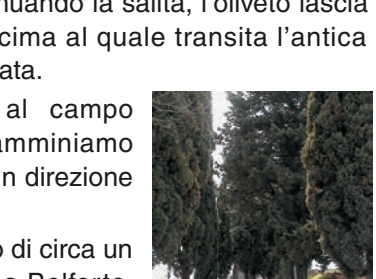 nuando la salita, l'oliveto lascia
cima al quale transita l'antica
ata.
al campo
amminiamo
n direzione
o di circa un
Belforte